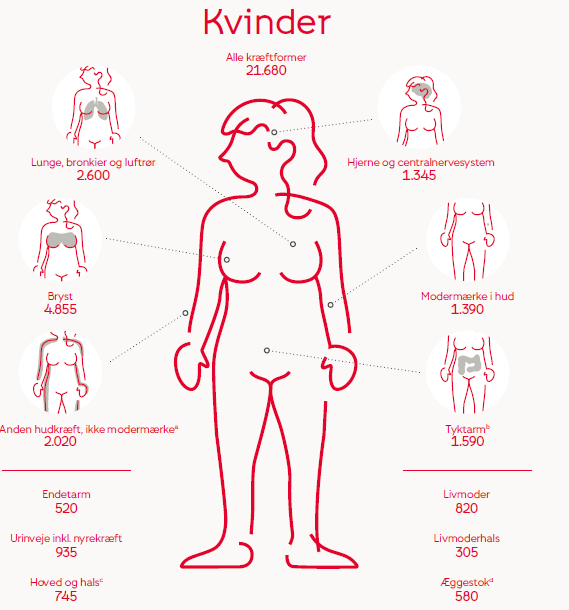 Kvinder
Alle kræftformer
21.680
Lunge, bronkier og luftrør
2.600
Hjerne og centralnervesystem
1.345
Bryst
4.855
Modermærke i hud
1.390
Anden hudkræft, ikke modermærkeᵃ
2.020
Tyktarmᵇ
1.590
Endetarm
520
Livmoder
820
Urinveje inkl. nyrekræft
935
Livmoderhals
305
Hoved og halsᶜ
745
Æggestokᵈ
580